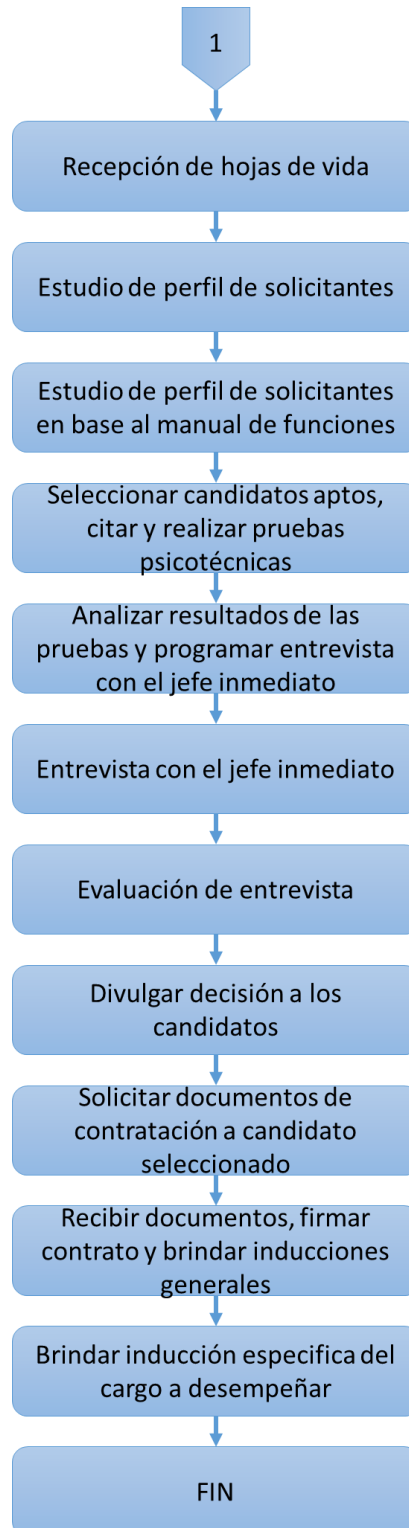 1
Recepción de hojas de vida
Estudio de perfil de solicitantes
Estudio de perfil de solicitantes
en base al manual de funciones
Seleccionar candidatos aptos,
citar y realizar pruebas
psicotécnicas
Analizar resultados de las
pruebas y programar entrevista
con el jefe inmediato
Entrevista con el jefe inmediato
Evaluación de entrevista
Divulgar decisión a los
candidatos
Solicitar documentos de
contratación a candidato
seleccionado
Recibir documentos, firmar
contrato y brindar inducciones
generales
Brindar inducción especifica del
cargo a desempeñar
FIN